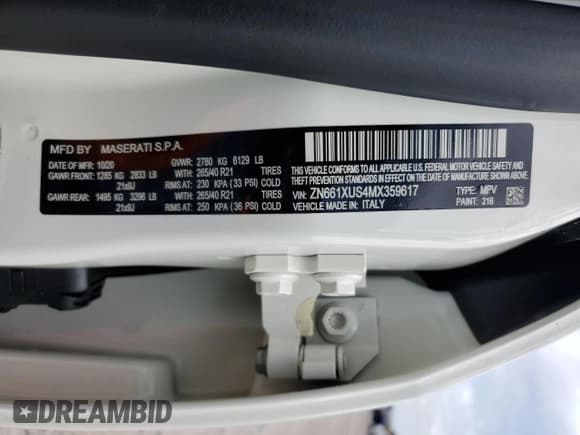 MFD BY MASERATI S.P.A.
DATE OF MFR: 10/20 GVWR: 2780 KG 6129 LB
GAWR FRONT: 1285 KG 2833 LB WITH 265/40 R21 TIRES
21x9J RIMS AT: 230 KPA (33 PSI) COLD
GAWR REAR: 1495 KG 3296 LB WITH 265/40 R21 TIRES
21x9J RIMS AT: 250 KPA (36 PSI) COLD
THIS VEHICLE CONFORMS TO ALL APPLICABLE U.S. FEDERAL MOTOR VEHICLE
SAFETY, BUMPER AND THEFT PREVENTION STANDARDS IN EFFECT
ON THE DATE OF MANUFACTURE SHOWN ABOVE.
VIN: ZN661XUS4MX359617 TYPE: MPV
VEHICLE MADE IN: ITALY PAINT: 216
DREAMBID